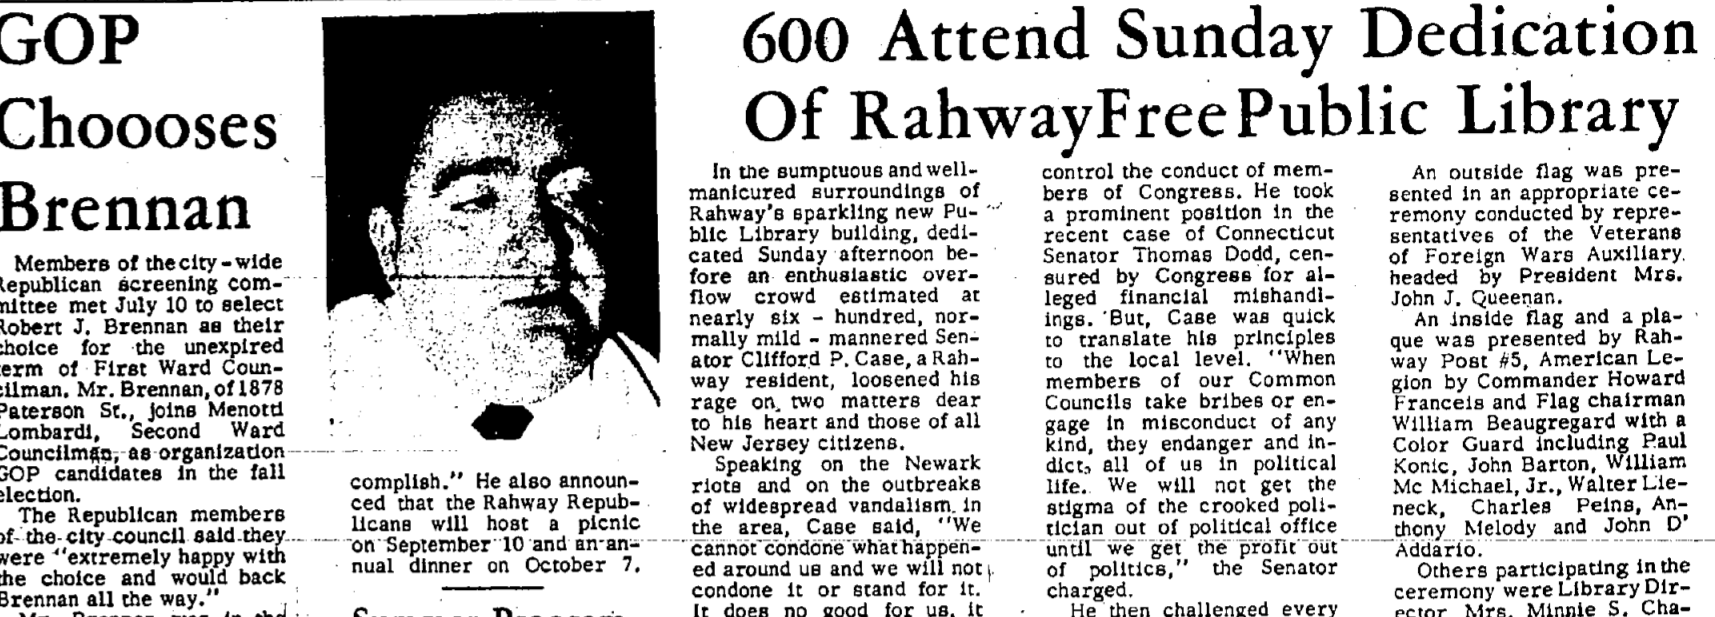 GOP
Chooses
Brennan
Members of the city - wide
Republican screening com-
mittee met July 10 to select
Robert J. Brennan as their
choice for the unexpired
term of First Ward Coun-
cilman. Mr. Brennan, of 1878
Paterson St., joins Menotti
Lombardi, Second Ward
Councilman, as organization
GOP candidates in the fall
election.
The Republican members
of the city council said they
were "extremely happy with
the choice and would back
Brennan all the way."
complish." He also announ-
ced that the Rahway Repub-
licans will host a picnic
on September 10 and an an-
nual dinner on October 7.
600 Attend Sunday Dedication
Of Rahway Free Public Library
In the sumptuous and well-
manicured surroundings of
Rahway's sparkling new Pu-
blic Library building, dedi-
cated Sunday afternoon be-
fore an enthusiastic over-
flow crowd estimated at
nearly six - hundred, nor-
mally mild - mannered Sen-
ator Clifford P. Case, a Rah-
way resident, loosened his
rage on two matters dear
to his heart and those of all
New Jersey citizens.
Speaking on the Newark
riots and on the outbreaks
of widespread vandalism in
the area, Case said, "We
cannot condone what happen-
ed around us and we will not
condone it or stand for it.
It does no good for us, it
control the conduct of mem-
bers of Congress. He took
a prominent position in the
recent case of Connecticut
Senator Thomas Dodd, cen-
sured by Congress for al-
leged financial mishandl-
ings. But, Case was quick
to translate his principles
to the local level. "When
members of our Common
Councils take bribes or en-
gage in misconduct of any
kind, they endanger and in-
dict, all of us in political
life. We will not get the
stigma of the crooked poli-
tician out of political office
until we get the profit out
of politics," the Senator
charged.
He then challenged every
An outside flag was pre-
sented in an appropriate ce-
remony conducted by repre-
sentatives of the Veterans
of Foreign Wars Auxiliary
headed by President Mrs.
John J. Queenan.
An inside flag and a pla-
que was presented by Rah-
way Post #5, American Le-
gion by Commander Howard
Franceis and Flag chairman
William Beaugregard with a
Color Guard including Paul
Konic, John Barton, William
Mc Michael, Jr., Walter Lie-
neck, Charles Peins, An-
thony Melody and John D'
Addario.
Others participating in the
ceremony were Library Dir-
ector Mrs. Minnie S. Cha-